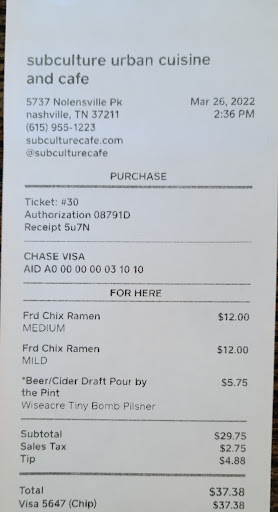 subculture urban cuisine
and cafe
5737 Nolensville Pk Mar 26, 2022
nashville, TN 37211 2:36 PM
(615) 955-1223
subculturecafe.com
@subculturecafe
PURCHASE
Ticket: #30
Authorization 08791D
Receipt 5u7N
CHASE VISA
AID A0 00 00 00 03 10 10
FOR HERE
Frd Chix Ramen $12.00
MEDIUM
Frd Chix Ramen $12.00
MILD
*Beer/Cider Draft Pour by $5.75
the Pint
Wiseacre Tiny Bomb Pilsner
Subtotal $29.75
Sales Tax $2.75
Tip $4.88
Total $37.38
Visa 5647 (Chip) $37.38